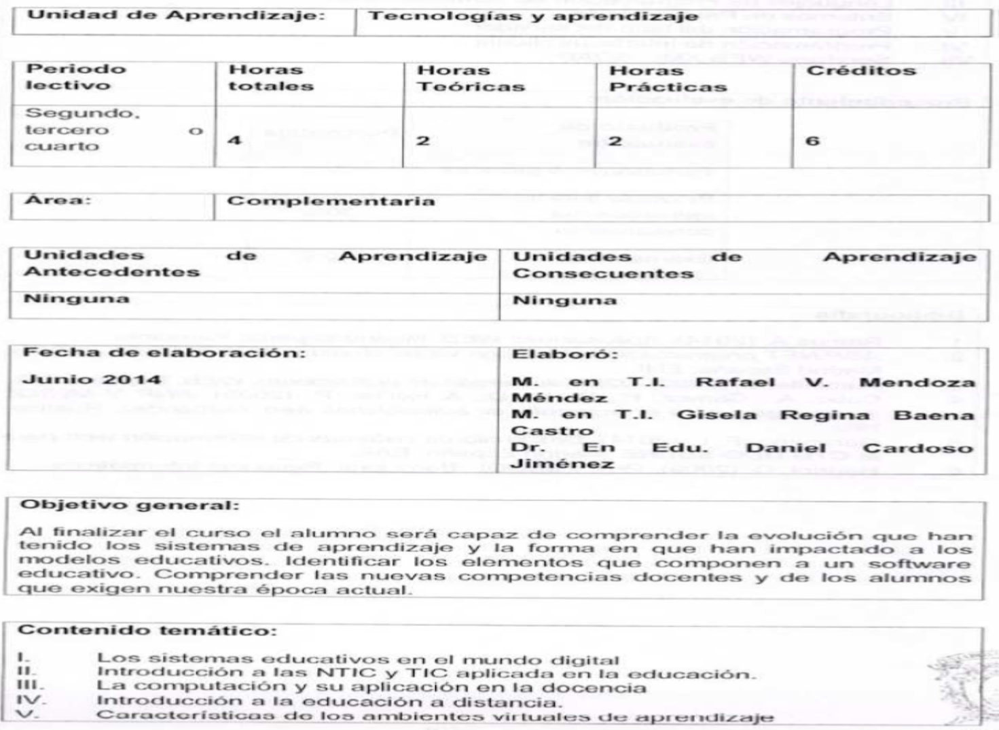 Unidad de Aprendizaje: Tecnologías y aprendizaje
Periodo lectivo Horas totales Horas Teóricas Horas Prácticas Créditos
Segundo, tercero o cuarto 4 2 2 6
Área: Complementaria
Unidades de Aprendizaje Antecedentes
Unidades de Aprendizaje Consecuentes
Ninguna
Ninguna
Fecha de elaboración:
Junio 2014
Elaboró:
M. en T.I. Rafael V. Mendoza
Méndez
M. en T.I. Gisela Regina Baena
Castro
Dr. En Edu. Daniel Cardoso
Jiménez
Objetivo general:
Al finalizar el curso el alumno será capaz de comprender la evolución que han
tenido los sistemas de aprendizaje y la forma en que han impactado a los
modelos educativos. Identificar los elementos que componen a un software
educativo. Comprender las nuevas competencias docentes y de los alumnos
que exigen nuestra época actual.
Contenido temático:
I. Los sistemas educativos en el mundo digital
II. Introducción a las NTIC y TIC aplicada en la educación.
III. La computación y su aplicación en la docencia
IV. Introducción a la educación a distancia.
V. Características de los ambientes virtuales de aprendizaje